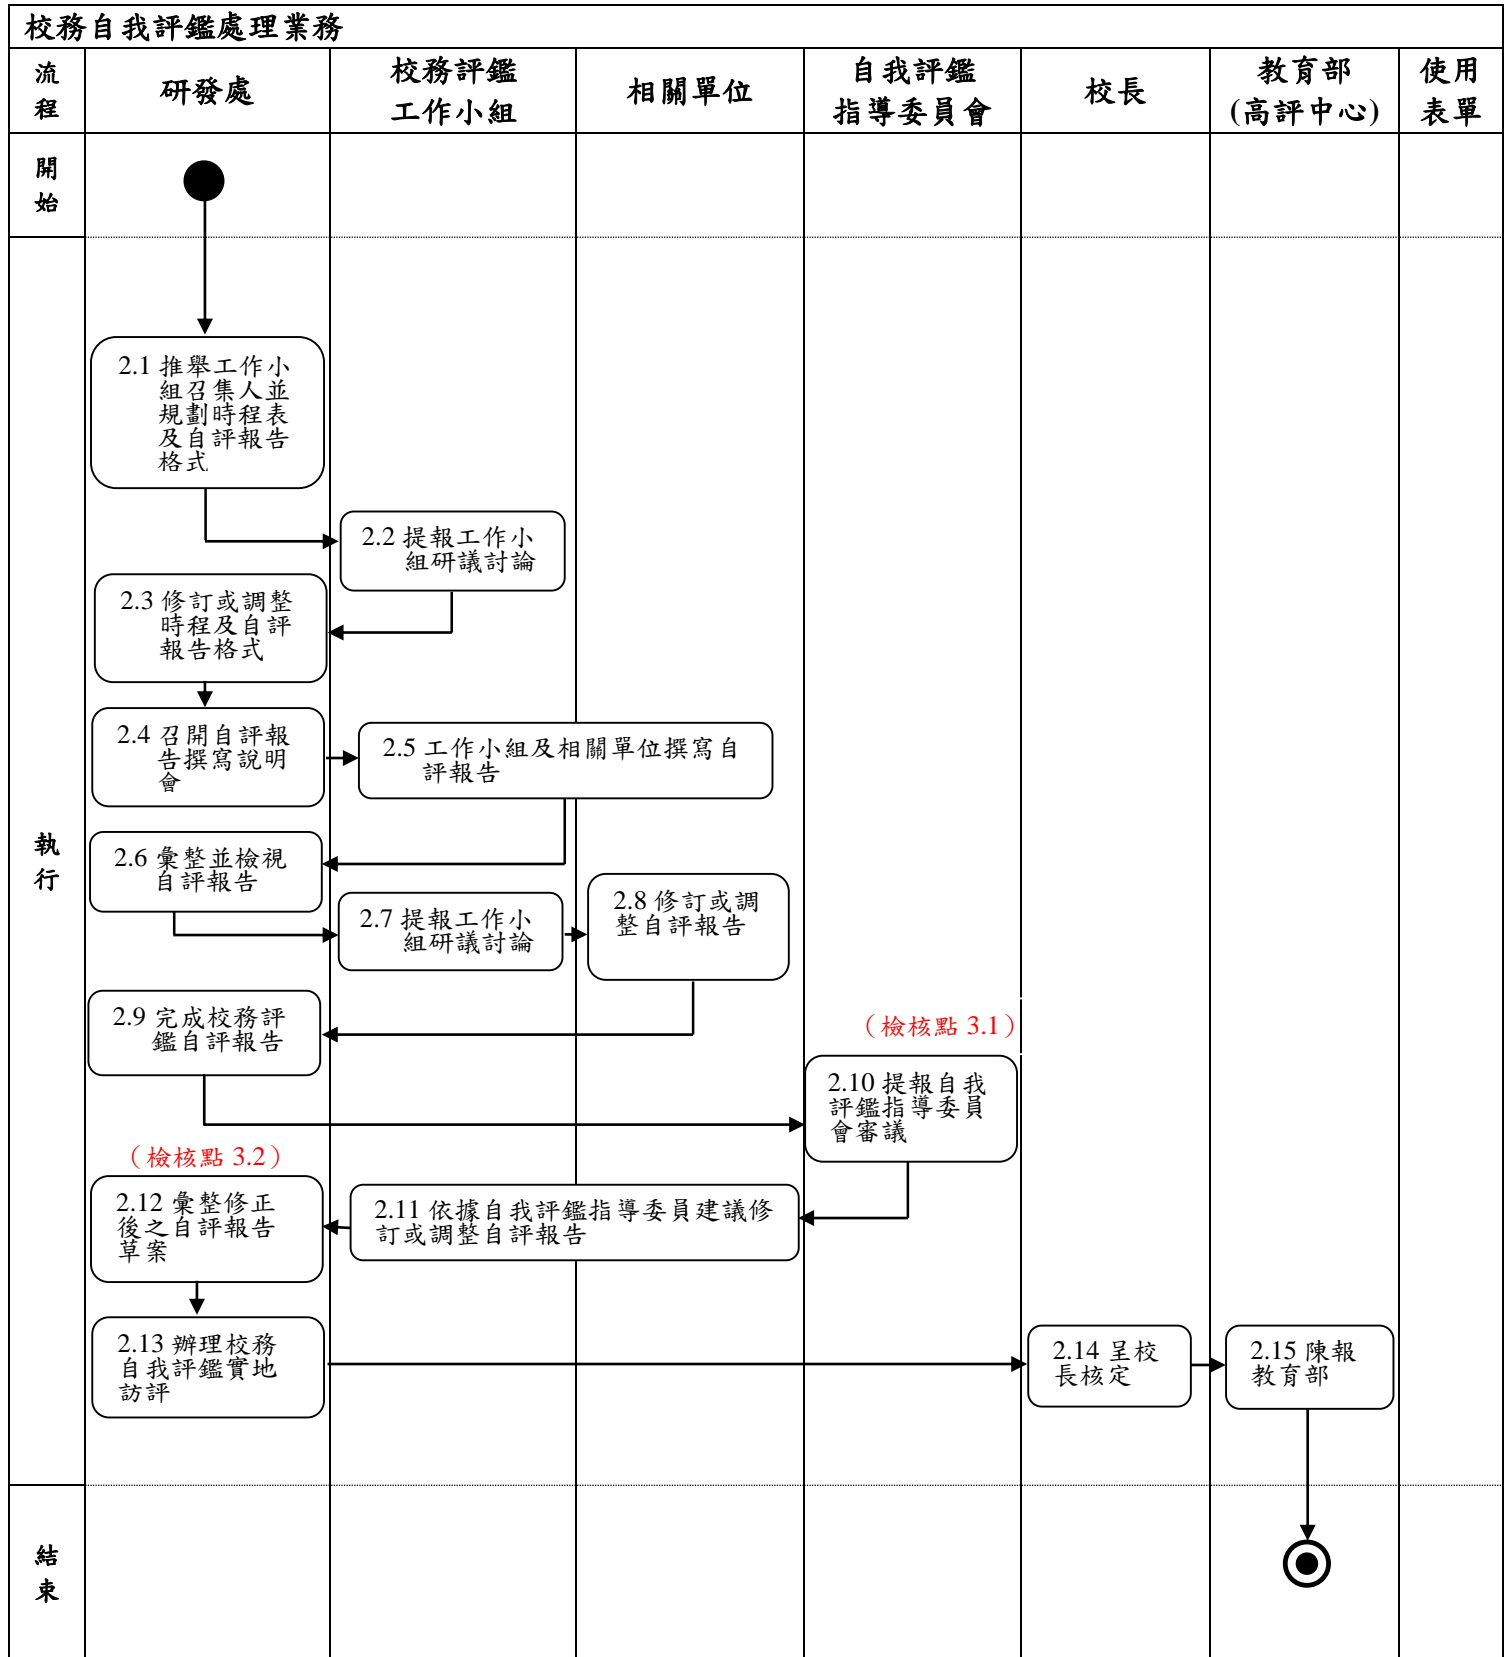 校務自我評鑑處理業務
流
程
研發處
校務評鑑
工作小組
相關單位
自我評鑑
指導委員會
校長
教育部
(高評中心)
使用
表單
開
始
執
行
2.1 推舉工作小
組召集人並
規劃時程表
及自評報告
格式
2.2 提報工作小
組研議討論
2.3 修訂或調整
時程及自評
報告格式
2.4 召開自評報
告撰寫說明
會
2.5 工作小組及相關單位撰寫自
評報告
2.6 彙整並檢視
自評報告
2.7 提報工作小
組研議討論
2.8 修訂或調
整自評報告
2.9 完成校務評
鑑自評報告
（檢核點 3.1）
2.10 提報自我
評鑑指導委員
會審議
2.11 依據自我評鑑指導委員建議修
訂或調整自評報告
（檢核點 3.2）
2.12 彙整修正
後之自評報告
草案
2.13 辦理校務
自我評鑑實地
訪評
2.14 呈校
長核定
2.15 陳報
教育部
結
束